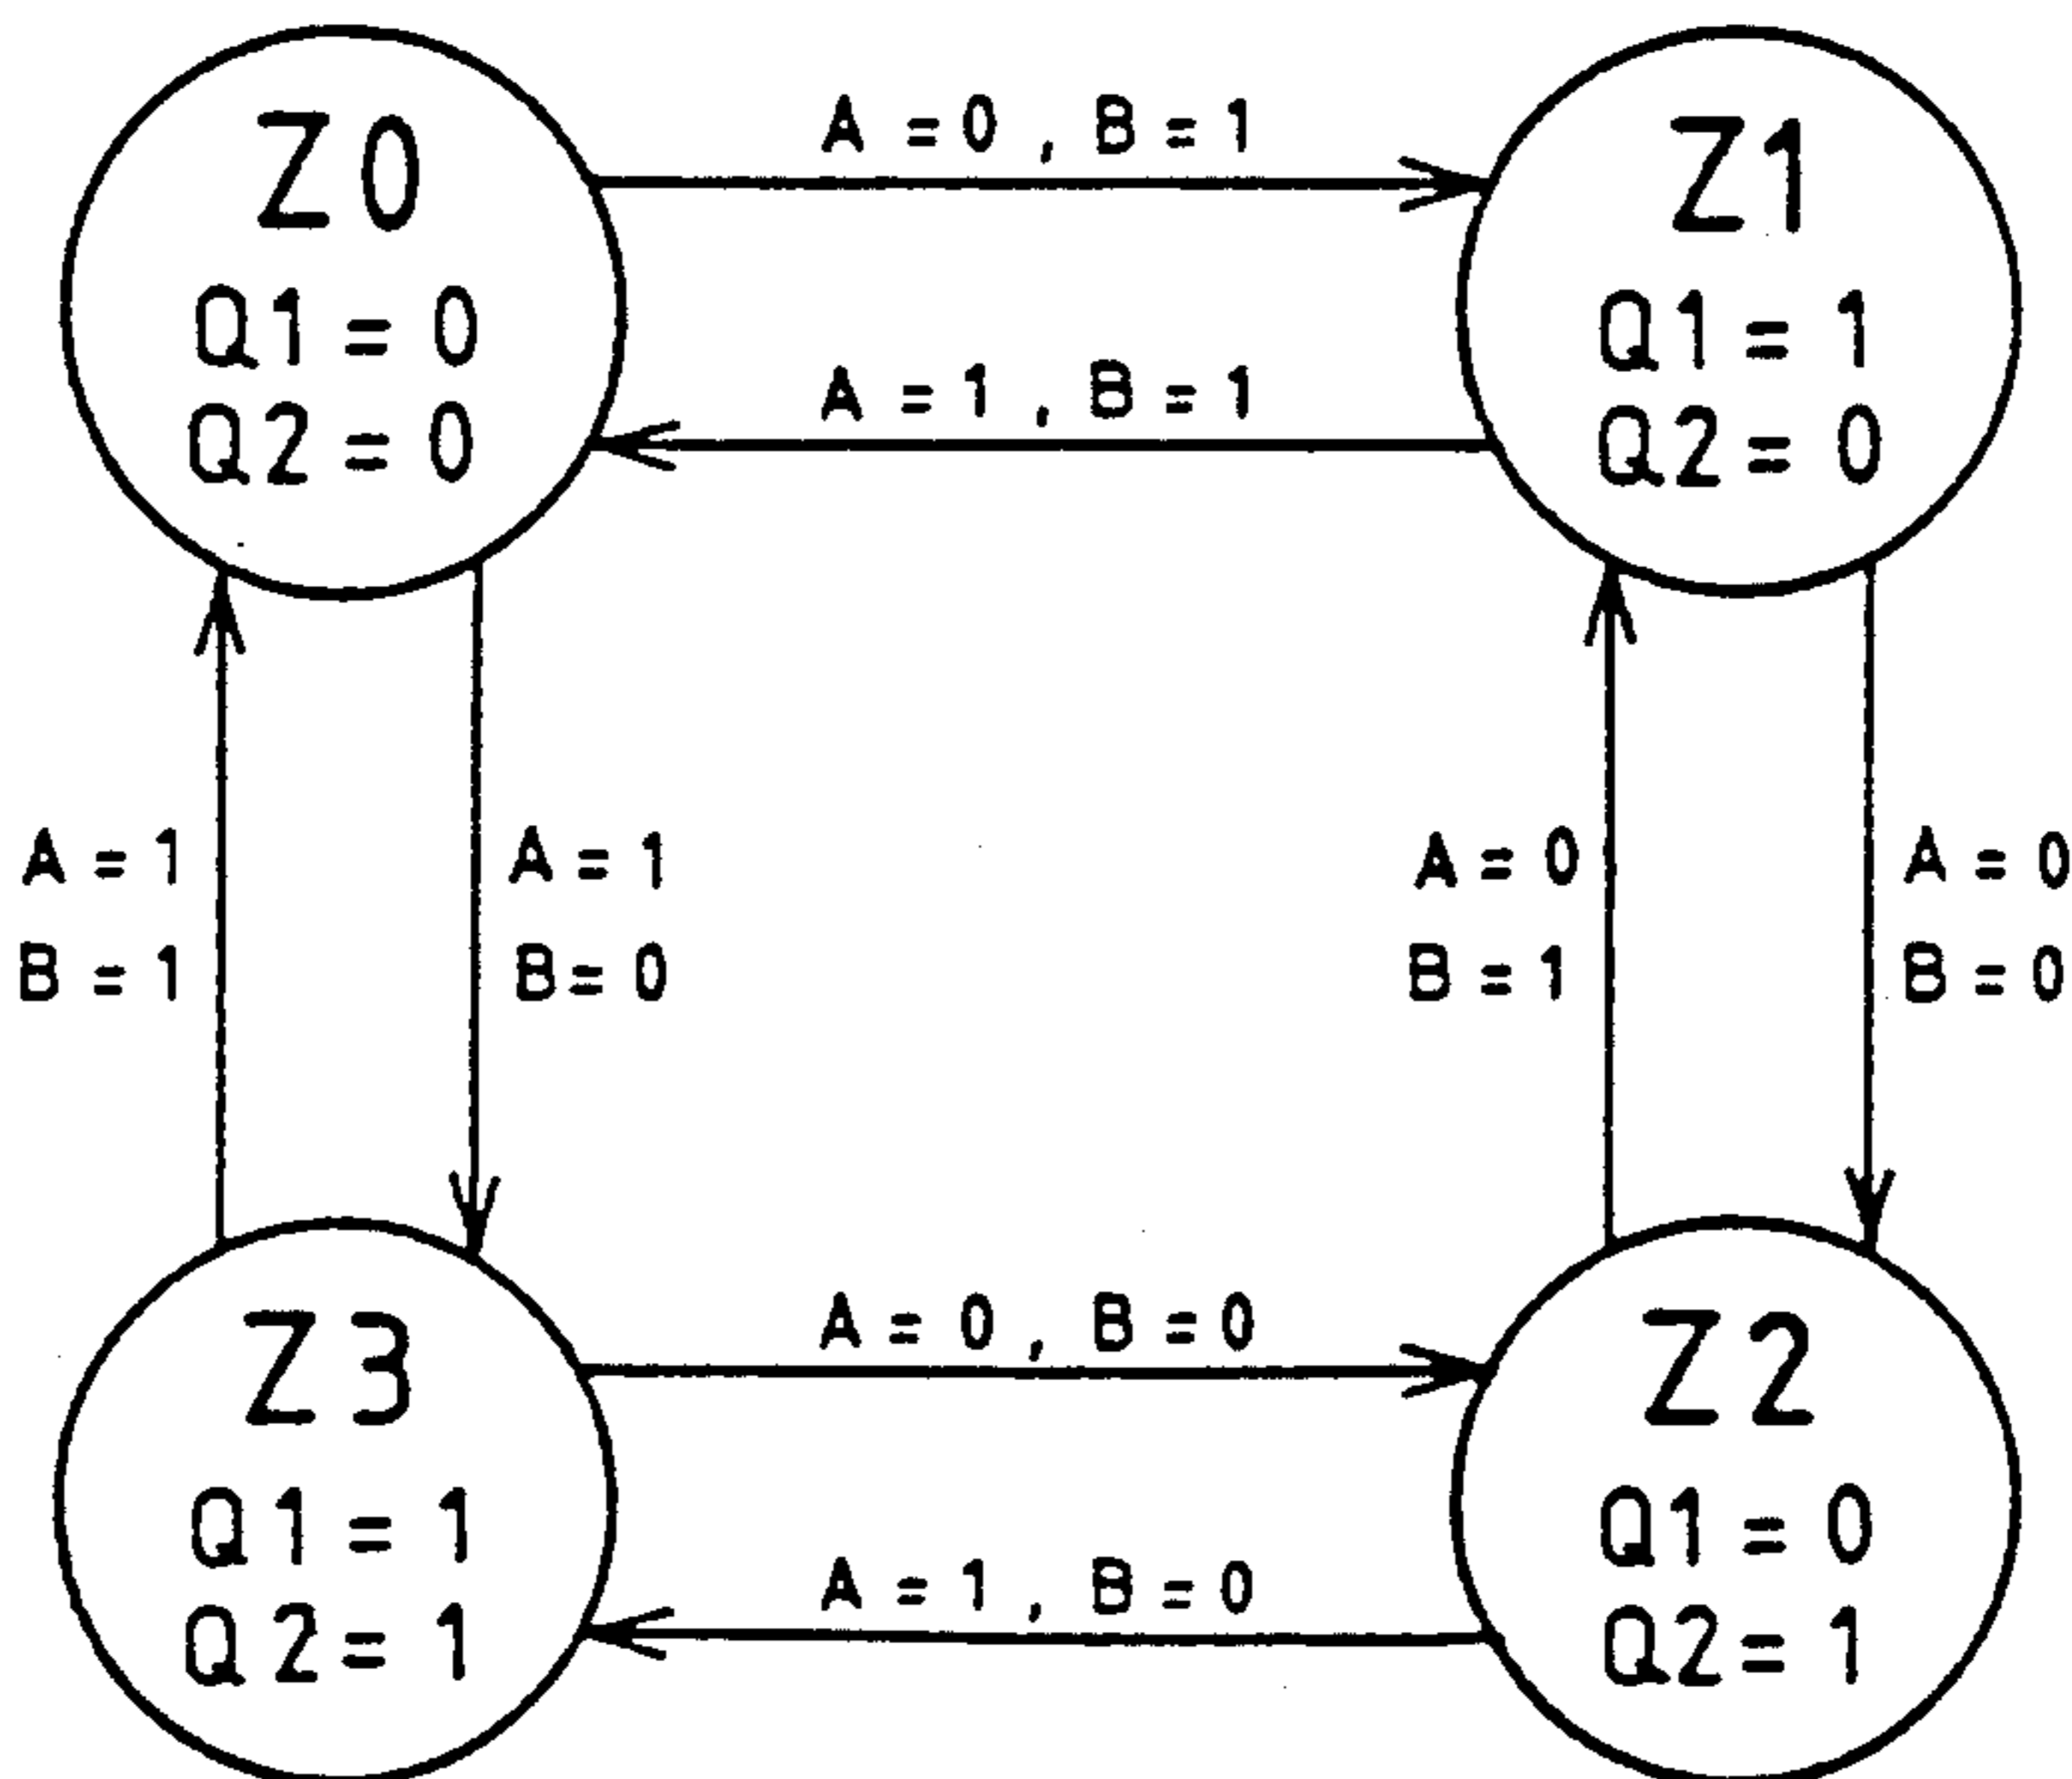 Z0
Q1=0
Q2=0
A=0, B=1
A=1, B=1
Z1
Q1=1
Q2=0
A=1
B=1
A=1
B=0
A=0
B=1
A=0
B=0
Z3
Q1=1
Q2=1
A=0, B=0
A=1, B=0
Z2
Q1=0
Q2=1